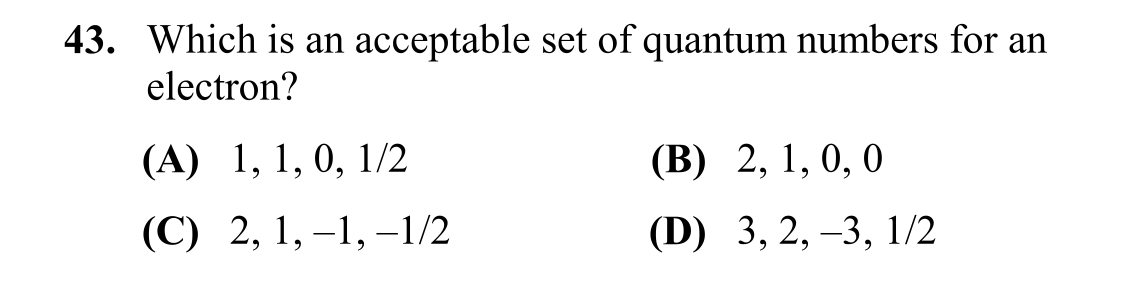 43. Which is an acceptable set of quantum numbers for an
electron?
(A) 1, 1, 0, 1/2 (B) 2, 1, 0, 0
(C) 2, 1, –1, –1/2 (D) 3, 2, –3, 1/2